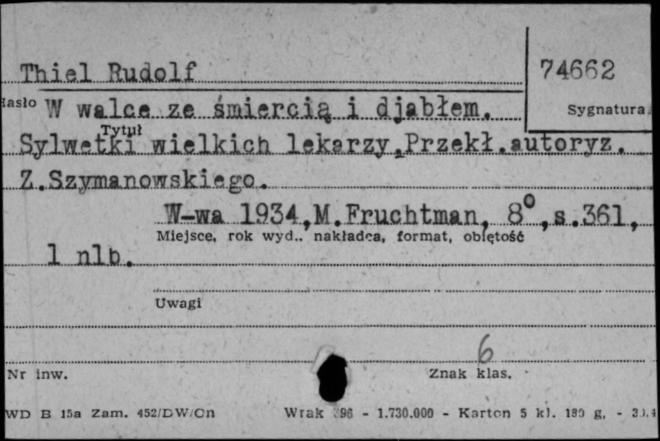 Thiel Rudolf
74662
Hasło W walce ze śmiercią i djabłem.
Sygnatura
Tytuł
Sylwetki wielkich lekarzy. Przekł.autoryz.
Z.Szymanowskiego.
W-wa 1934,M.Fruchtman, 8°,s.361,
Miejsce, rok wyd., nakładca, format, objętość
1 nlb.
Uwagi
6
Nr inw.
Znak klas.
WD B 15a Zam. 452/DW/Cn Wrak 396 - 1.730.000 - Karton 5 kl. 180 g. -